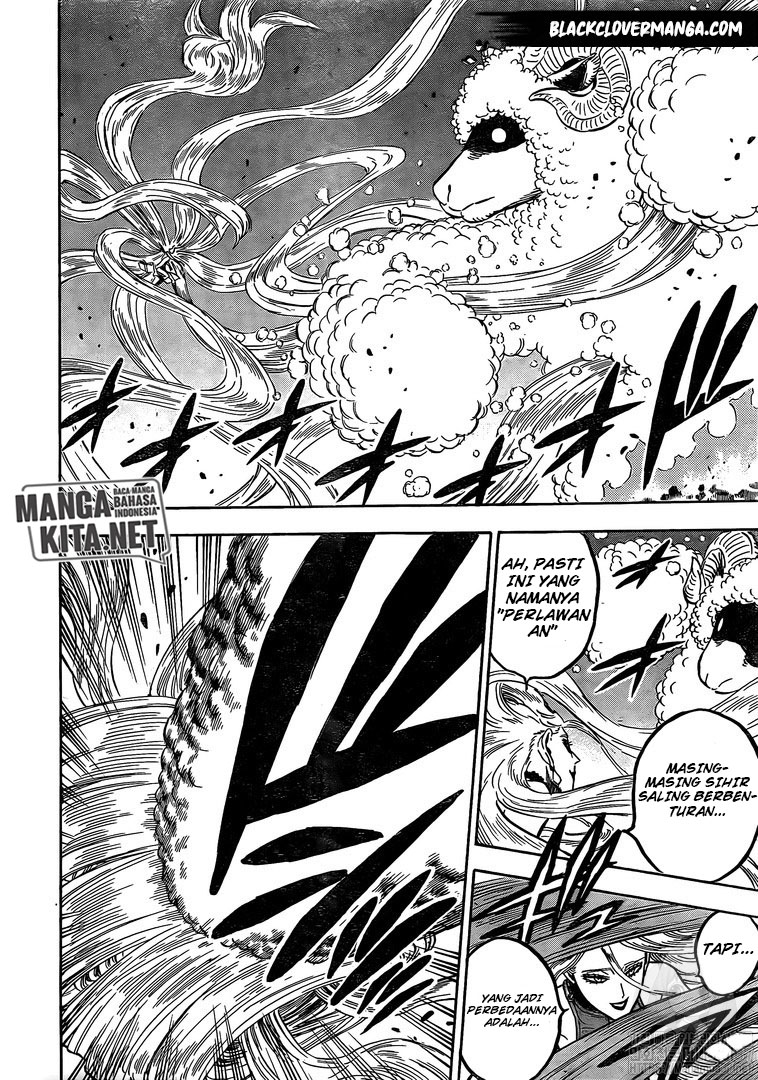 BLACKCLOVERMANGA.COM
MANGA
KITA.NET
BACA MANGA
BAHASA
INDONESIA
AH, PASTI
INI YANG
NAMANYA
"PERLAWAN
AN"
MASING-
MASING SIHIR
SALING BERBEN-
TURAN...
TAPI...
YANG JADI
PERBEDAANNYA
ADALAH...